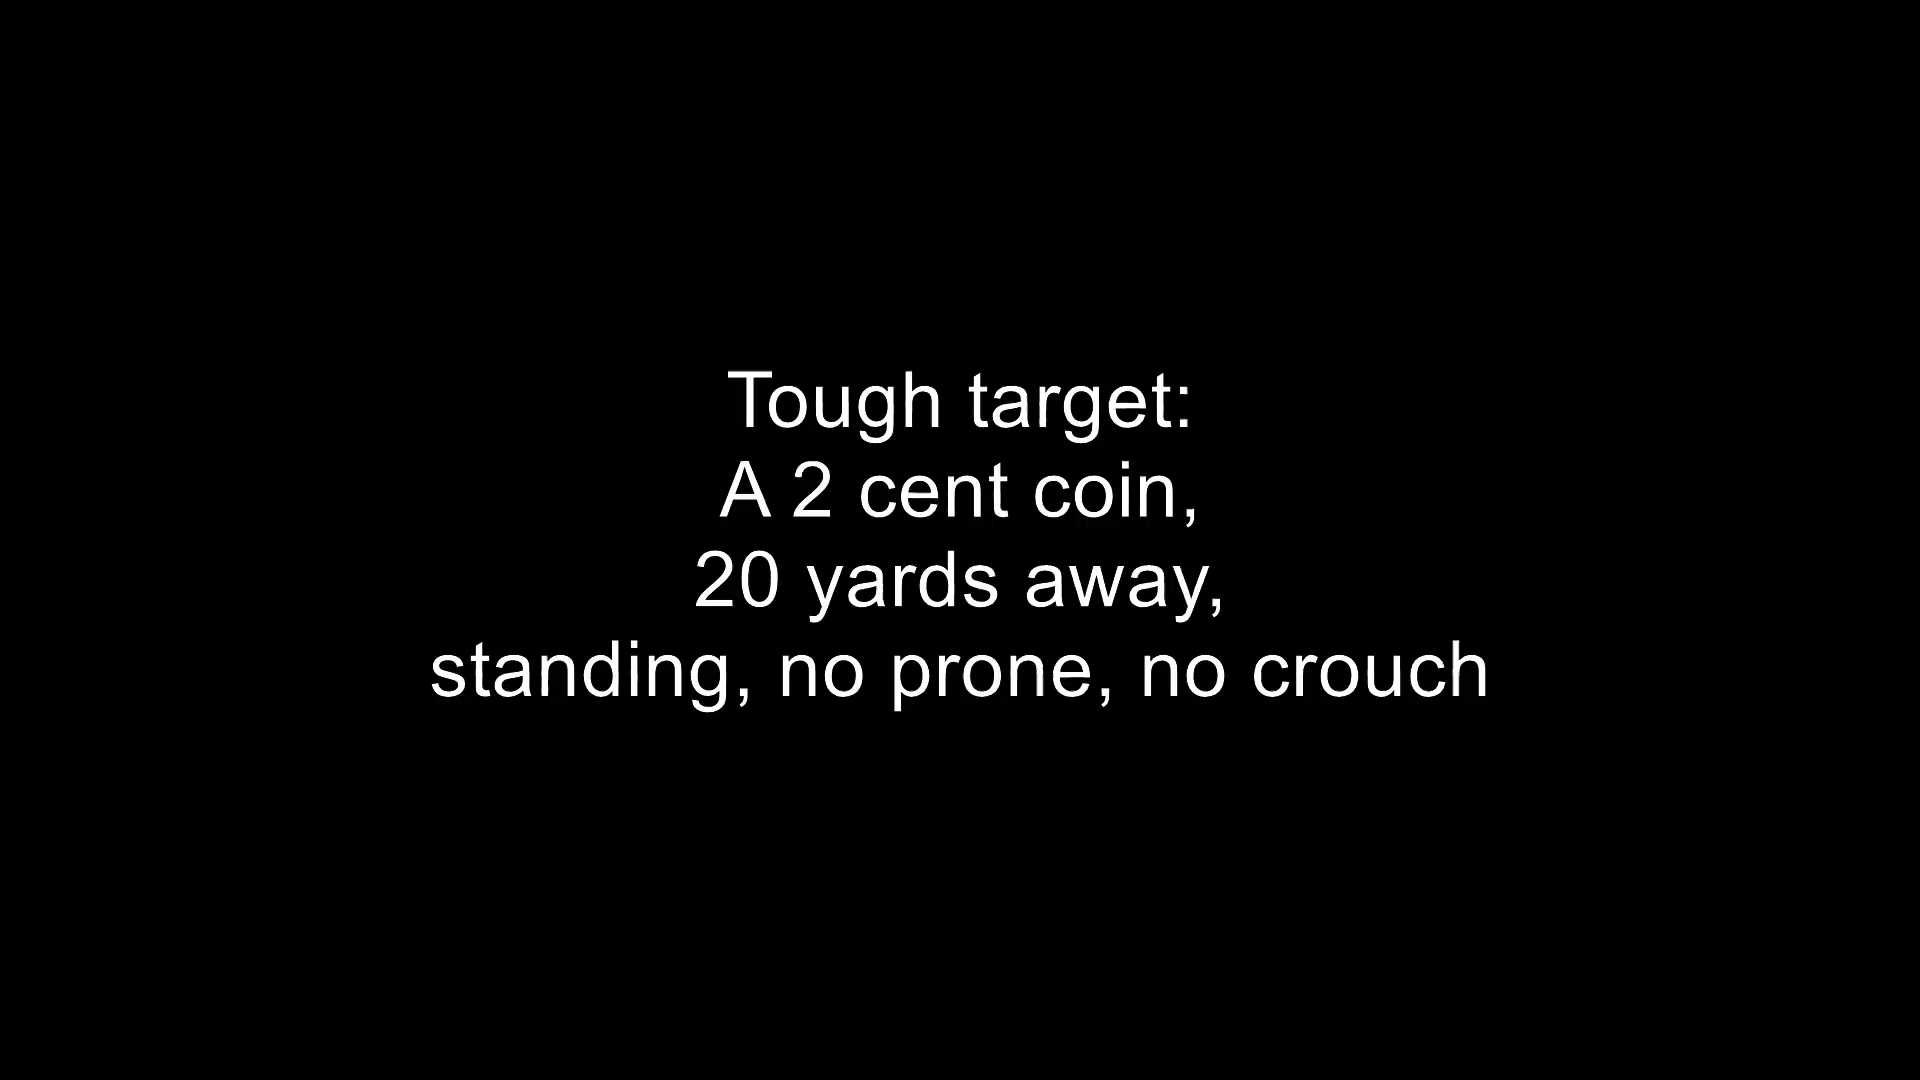 Tough target:
A 2 cent coin,
20 yards away,
standing, no prone, no crouch